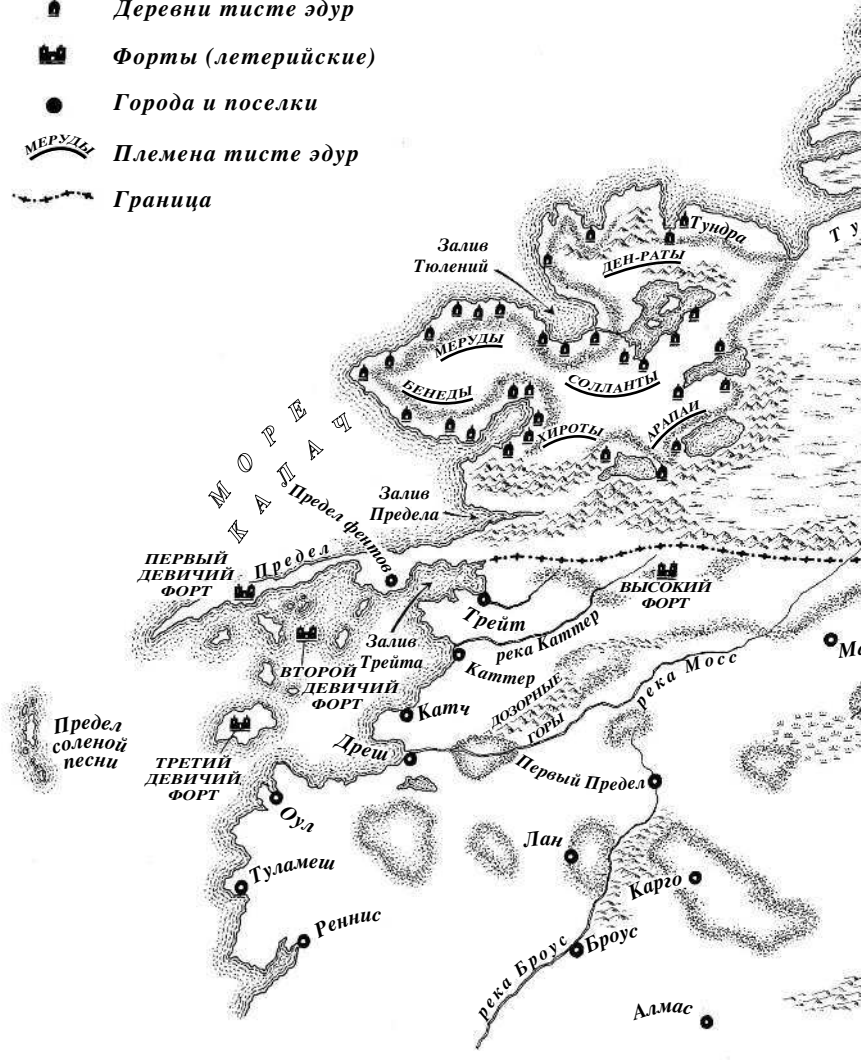 Деревни тисте эдур
Форты (летерийские)
Города и поселки
МЕРУДЫ
Племена тисте эдур
Граница
Тундра
Залив
Тюлений
ДЕН-РАТЫ
МЕРУДЫ
БЕНЕДЫ
СОЛЛАНТЫ
ХИРОТЫ
АРАПАИ
МОРЕ
КАЛАЧ
Залив
Предела
Предел фентов
Предел
ПЕРВЫЙ
ДЕВИЧИЙ
ФОРТ
ВЫСОКИЙ
ФОРТ
Трейт
Залив
Трейта
река Каттер
Каттер
ВТОРОЙ
ДЕВИЧИЙ
ФОРТ
Катч
ДОЗОРНЫЕ
ГОРЫ
река Мосс
Предел
соленой
песни
ТРЕТИЙ
ДЕВИЧИЙ
ФОРТ
Дреш
Первый Предел
Оул
Лан
Туламеш
Карго
Реннис
Броус
река Броус
Алмас